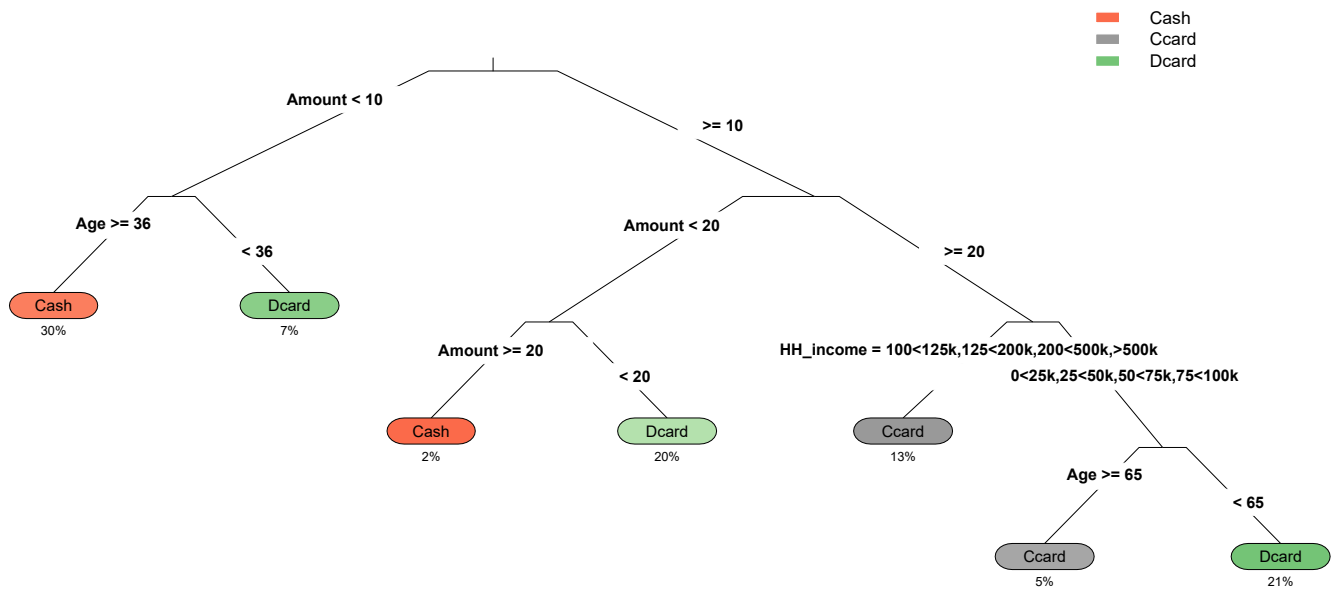 Cash
Ccard
Dcard
Amount < 10
>= 10
Age >= 36
< 36
Amount < 20
>= 20
Cash
30%
Dcard
7%
Amount >= 20
< 20
HH_income = 100<125k,125<200k,200<500k,>500k
0<25k,25<50k,50<75k,75<100k
Cash
2%
Dcard
20%
Ccard
13%
Age >= 65
< 65
Ccard
5%
Dcard
21%